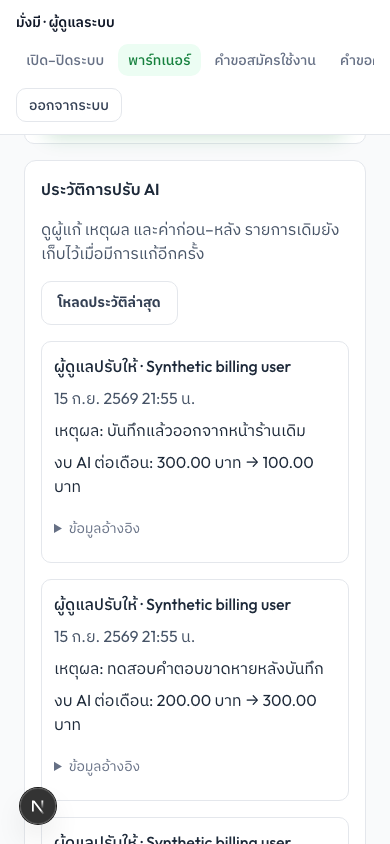 มั่งมี · ผู้ดูแลระบบ
เปิด–ปิดระบบ พาร์ทเนอร์ คำขอสมัครใช้งาน
ออกจากระบบ
ประวัติการปรับ AI
ดูผู้แก้ เหตุผล และค่าก่อน–หลัง รายการเดิมยัง
เก็บไว้เมื่อมีการแก้อีกครั้ง
โหลดประวัติล่าสุด
ผู้ดูแลปรับให้ · Synthetic billing user
15 ก.ย. 2569 21:55 น.
เหตุผล: บันทึกแล้วออกจากหน้าร้านเดิม
งบ AI ต่อเดือน: 300.00 บาท → 100.00
บาท
▶ ข้อมูลอ้างอิง
ผู้ดูแลปรับให้ · Synthetic billing user
15 ก.ย. 2569 21:55 น.
เหตุผล: ทดสอบคำตอบขาดหายหลังบันทึก
งบ AI ต่อเดือน: 200.00 บาท → 300.00
บาท
▶ ข้อมูลอ้างอิง
N
ผู้ดูแลปรับให้ · Synthetic billing user